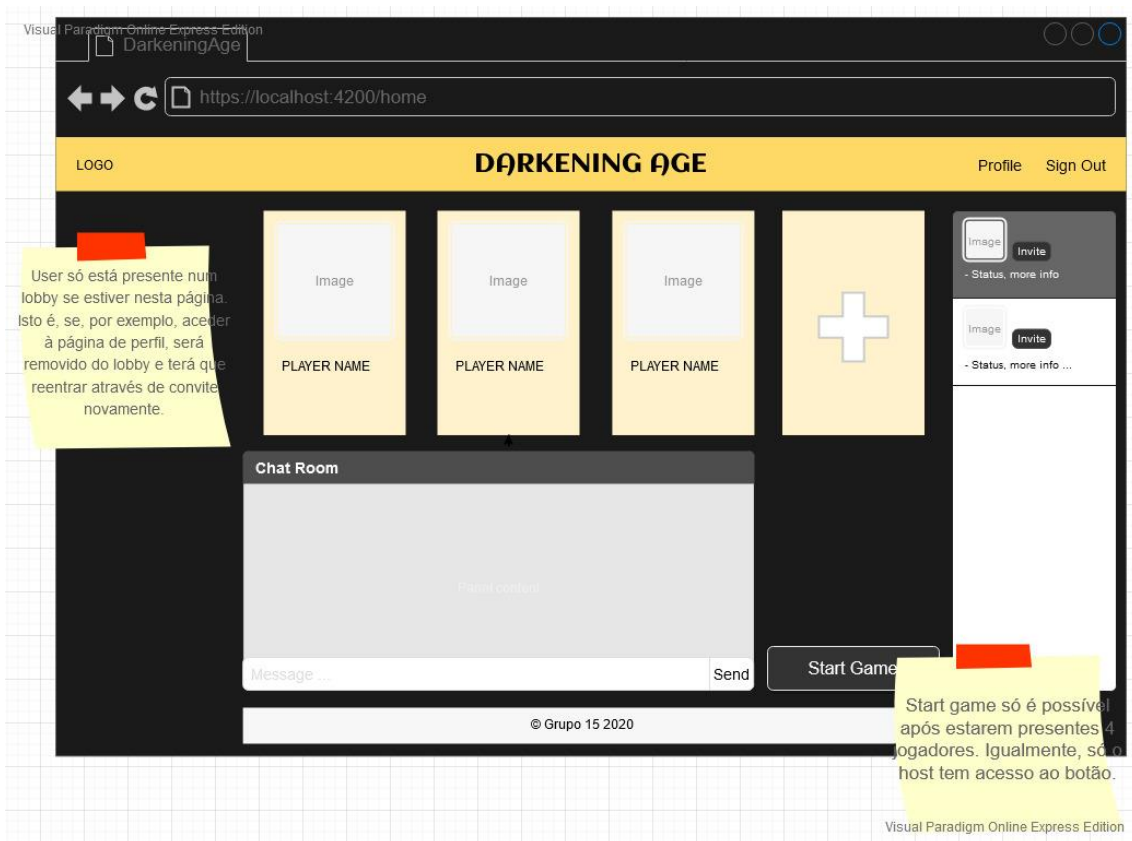 Visual Paradigm Online Express Edition
DarkeningAge
https://localhost:4200/home
LOGO
DARKENING AGE
Profile
Sign Out
User só está presente num
lobby se estiver nesta página.
Isto é, se, por exemplo, aceder
à página de perfil, será
removido do lobby e terá que
reentrar através de convite
novamente.
Image
PLAYER NAME
Image
PLAYER NAME
Image
PLAYER NAME
Image
Invite
- Status, more info
Image
Invite
- Status, more info ...
Chat Room
Panel content
Message ...
Send
Start Game
© Grupo 15 2020
Start game só é possível
após estarem presentes 4
jogadores. Igualmente, só o
host tem acesso ao botão.
Visual Paradigm Online Express Edition